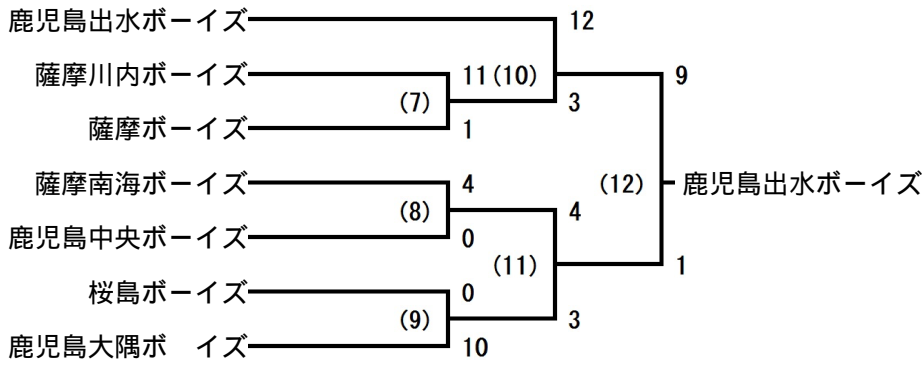 鹿児島出水ボーイズ 12
薩摩川内ボーイズ 11(10) 9
(7) 3
薩摩ボーイズ 1
薩摩南海ボーイズ 4 (12) 鹿児島出水ボーイズ
(8) 4
鹿児島中央ボーイズ 0
(11) 1
桜島ボーイズ 0
(9) 3
鹿児島大隅ボ イズ 10